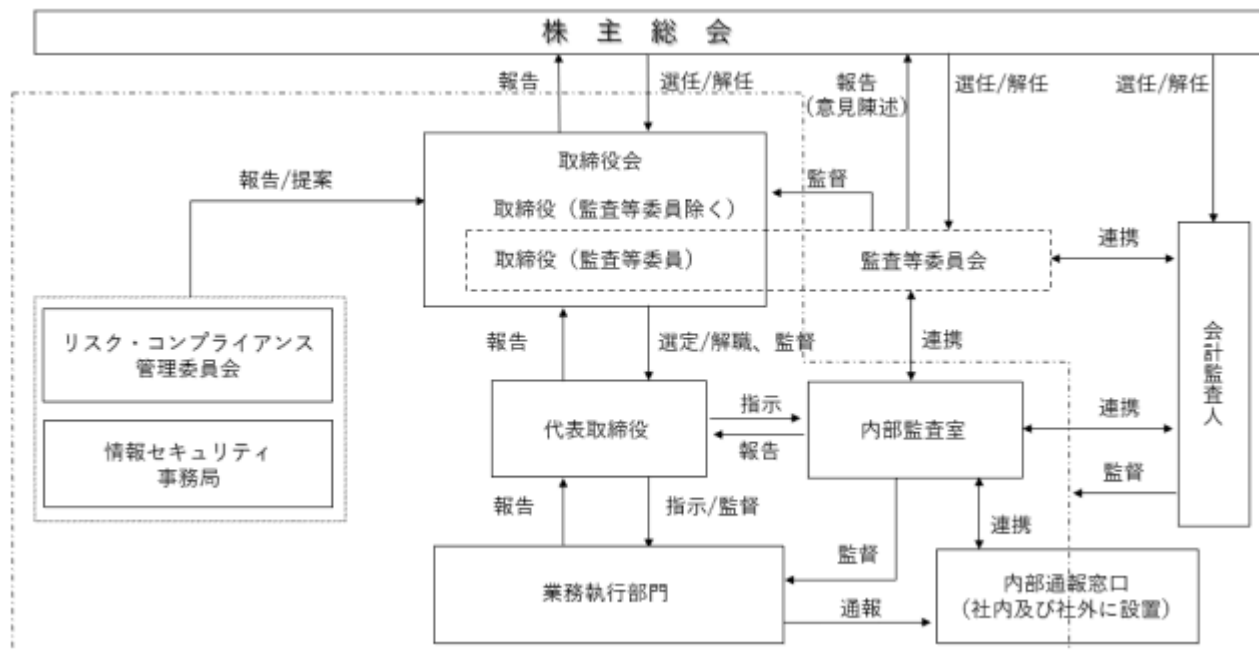 株 主 総 会
報告
選任/解任
報告
(意見陳述)
選任/解任
選任/解任
取締役会
報告/提案
監督
取締役（監査等委員除く）
取締役（監査等委員）
監査等委員会
連携
リスク・コンプライアンス
管理委員会
報告
選定/解職、監督
連携
会計監査人
代表取締役
指示
報告
内部監査室
連携
情報セキュリティ
事務局
監督
報告
指示/監督
連携
監督
業務執行部門
通報
内部通報窓口
(社内及び社外に設置)